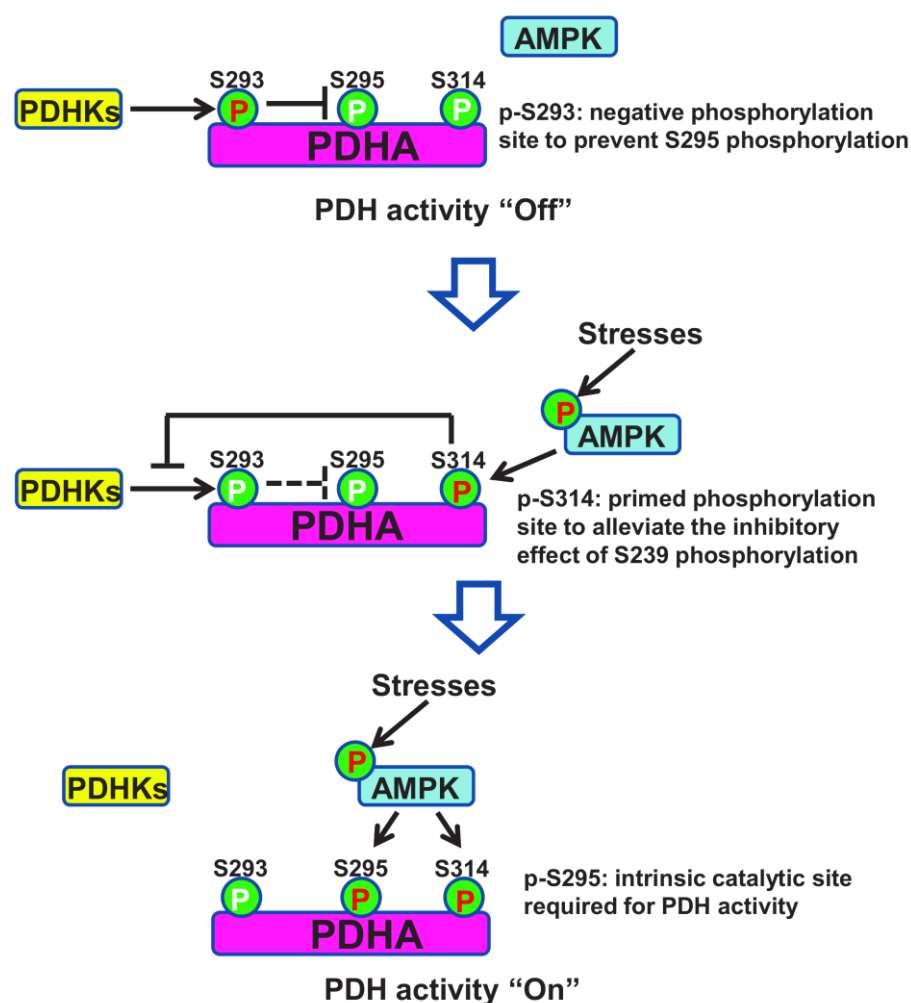 AMPK
S293 S295 S314
PDHKs P P P
p-S293: negative phosphorylation
site to prevent S295 phosphorylation
PDHA
PDH activity “Off”
Stresses
P
AMPK
S293 S295 S314
PDHKs P P P
p-S314: primed phosphorylation
site to alleviate the inhibitory
effect of S239 phosphorylation
PDHA
Stresses
P
PDHKs AMPK
S293 S295 S314
P P P
p-S295: intrinsic catalytic site
required for PDH activity
PDHA
PDH activity “On”